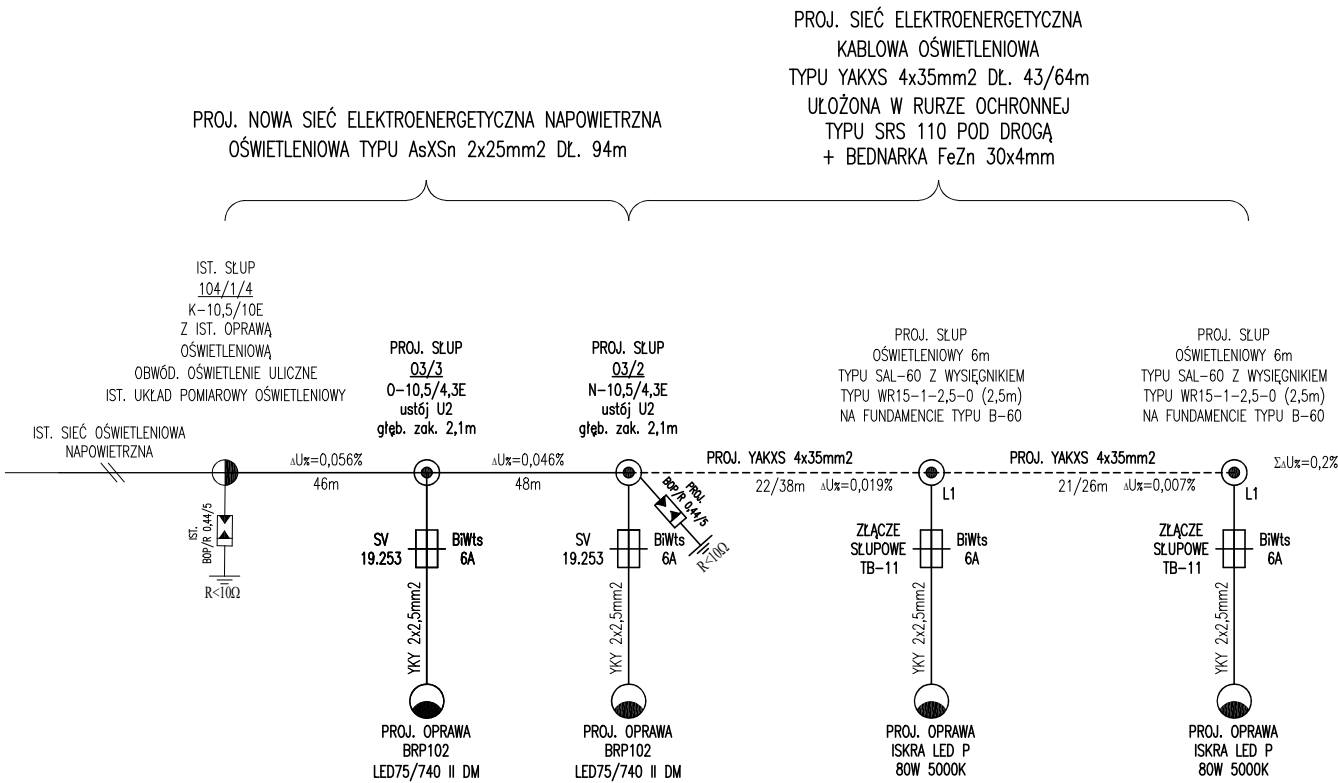 PROJ. SIEĆ ELEKTROENERGETYCZNA
KABLOWA OŚWIETLENIOWA
TYPU YAKXS 4x35mm2 DŁ. 43/64m
UŁOŻONA W RURZE OCHRONNEJ
TYPU SRS 110 POD DROGĄ
+ BEDNARKA FeZn 30x4mm
PROJ. NOWA SIEĆ ELEKTROENERGETYCZNA NAPOWIETRZNA
OŚWIETLENIOWA TYPU AsXSn 2x25mm2 DŁ. 94m
IST. SŁUP
104/1/4
K-10,5/10E
Z IST. OPRAWĄ
OŚWIETLENIOWĄ
OBWÓD. OŚWIETLENIE ULICZNE
IST. UKŁAD POMIAROWY OŚWIETLENIOWY
PROJ. SŁUP
03/3
O-10,5/4,3E
ustój U2
głęb. zak. 2,1m
PROJ. SŁUP
03/2
N-10,5/4,3E
ustój U2
głęb. zak. 2,1m
PROJ. SŁUP
OŚWIETLENIOWY 6m
TYPU SAL-60 Z WYSIĘGNIKIEM
TYPU WR15-1-2,5-0 (2,5m)
NA FUNDAMENCIE TYPU B-60
PROJ. SŁUP
OŚWIETLENIOWY 6m
TYPU SAL-60 Z WYSIĘGNIKIEM
TYPU WR15-1-2,5-0 (2,5m)
NA FUNDAMENCIE TYPU B-60
IST. SIEĆ OŚWIETLENIOWA
NAPOWIETRZNA
ΔU%=0,056%
46m
ΔU%=0,046%
48m
PROJ. YAKXS 4x35mm2
22/38m ΔU%=0,019%
PROJ. YAKXS 4x35mm2
21/26m ΔU%=0,007%
ΣΔU%=0,2%
L1
L1
IST.
BOP/R 0,44/5
R<10Ω
PROJ.
BOP/R 0,44/5
R<10Ω
SV
19.253
BiWts
6A
SV
19.253
BiWts
6A
ZŁĄCZE
SŁUPOWE
TB-11
BiWts
6A
ZŁĄCZE
SŁUPOWE
TB-11
BiWts
6A
YKY 2x2,5mm2
YKY 2x2,5mm2
YKY 2x2,5mm2
YKY 2x2,5mm2
PROJ. OPRAWA
BRP102
LED75/740 II DM
PROJ. OPRAWA
BRP102
LED75/740 II DM
PROJ. OPRAWA
ISKRA LED P
80W 5000K
PROJ. OPRAWA
ISKRA LED P
80W 5000K